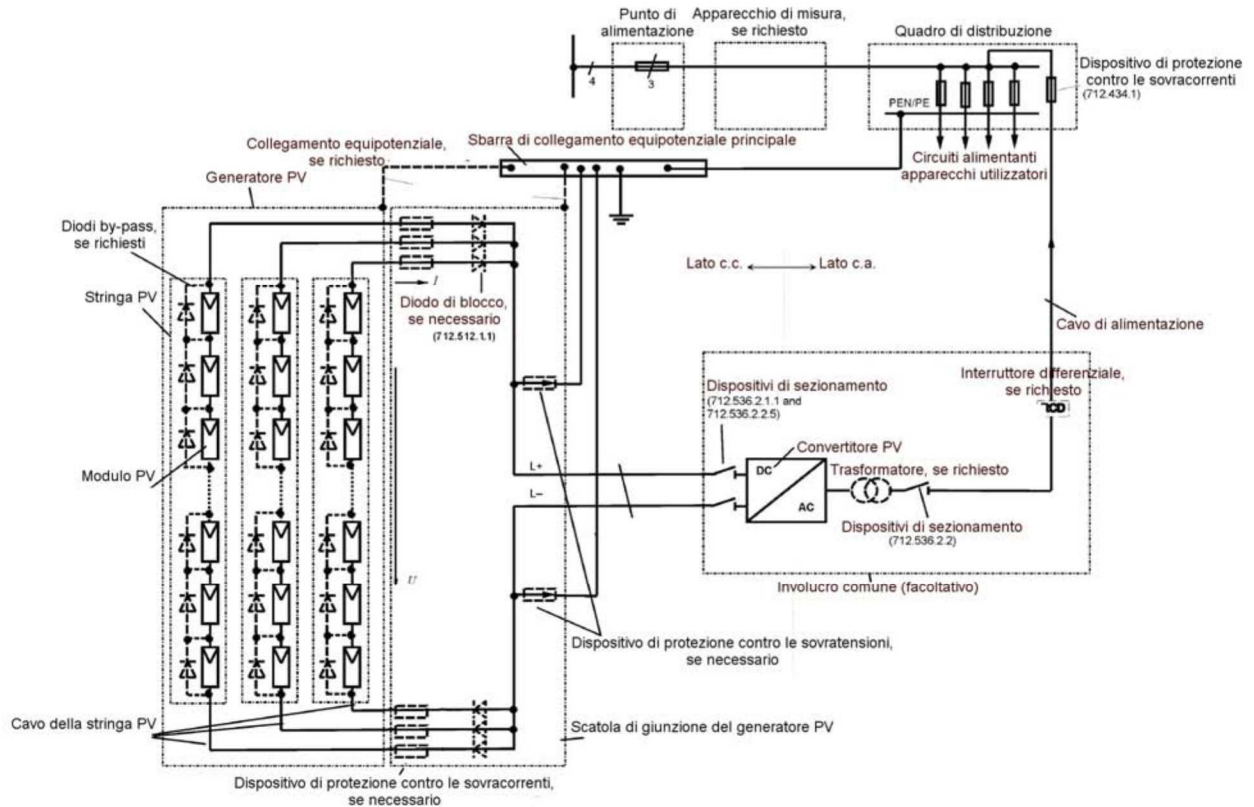 Punto di
alimentazione
Apparecchio di misura,
se richiesto
Quadro di distribuzione
Dispositivo di protezione
contro le sovracorrenti
(712.434.1)
4
3
PEN/PE
Circuiti alimentanti
apparecchi utilizzatori
Collegamento equipotenziale,
se richiesto
Sbarra di collegamento equipotenziale principale
Generatore PV
Diodi by-pass,
se richiesti
Stringa PV
I
Diodo di blocco,
se necessario
(712.512.1.1)
Lato c.c.
Lato c.a.
Cavo di alimentazione
Interruttore differenziale,
se richiesto
RCD
Dispositivi di sezionamento
(712.536.2.1.1 and
712.536.2.2.5)
Convertitore PV
Trasformatore, se richiesto
Modulo PV
L+
L–
DC
AC
Dispositivi di sezionamento
(712.536.2.2)
U
Involucro comune (facoltativo)
Dispositivo di protezione contro le sovratensioni,
se necessario
Cavo della stringa PV
Scatola di giunzione del generatore PV
Dispositivo di protezione contro le sovracorrenti,
se necessario